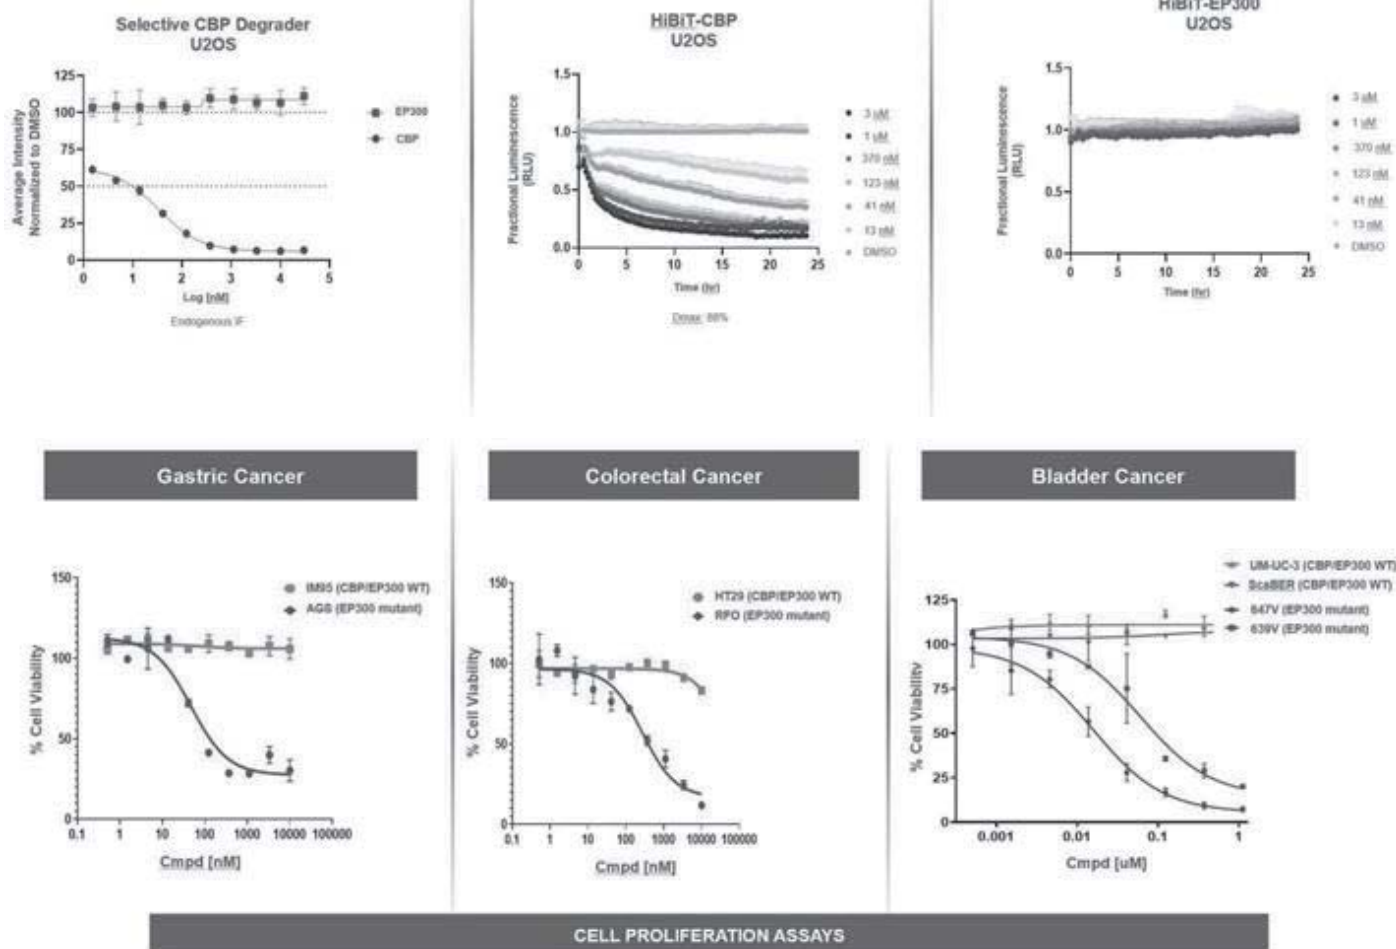 Selective CBP Degrader
U2OS
125
100
75
50
25
0
0 1 2 3 4 5
Average Intensity
Normalized to DMSO
Log [nM]
Endogenous IF
EP300
CBP
HiBiT-CBP
U2OS
1.5
1.0
0.5
0.0
0 5 10 15 20 25
Fractional Luminescence
(RLU)
Time (hr)
Dmax: 88%
3 uM
1 uM
370 nM
123 nM
41 nM
13 nM
DMSO
HiBiT-EP300
U2OS
1.5
1.0
0.5
0.0
0 5 10 15 20 25
Fractional Luminescence
(RLU)
Time (hr)
3 uM
1 uM
370 nM
123 nM
41 nM
13 nM
DMSO
Gastric Cancer
150
100
50
0
0.1 1 10 100 1000 10000 100000
% Cell Viability
Cmpd [nM]
IM95 (CBP/EP300 WT)
AGS (EP300 mutant)
Colorectal Cancer
150
100
50
0
0.1 1 10 100 1000 10000 100000
% Cell Viability
Cmpd [nM]
HT29 (CBP/EP300 WT)
RPO (EP300 mutant)
Bladder Cancer
125
100
75
50
25
0
0.001 0.01 0.1 1
% Cell Viability
Cmpd [uM]
UM-UC-3 (CBP/EP300 WT)
ScaBER (CBP/EP300 WT)
647V (EP300 mutant)
639V (EP300 mutant)
CELL PROLIFERATION ASSAYS